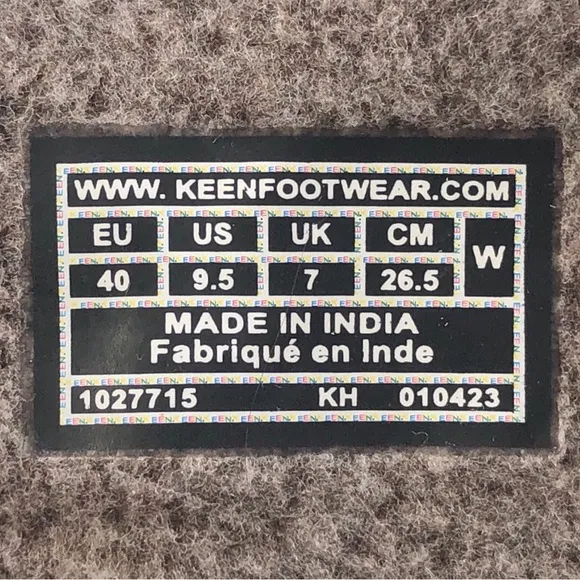 WWW. KEENFOOTWEAR.COM
EU US UK CM W
40 9.5 7 26.5
MADE IN INDIA
Fabriqué en Inde
1027715 KH 010423